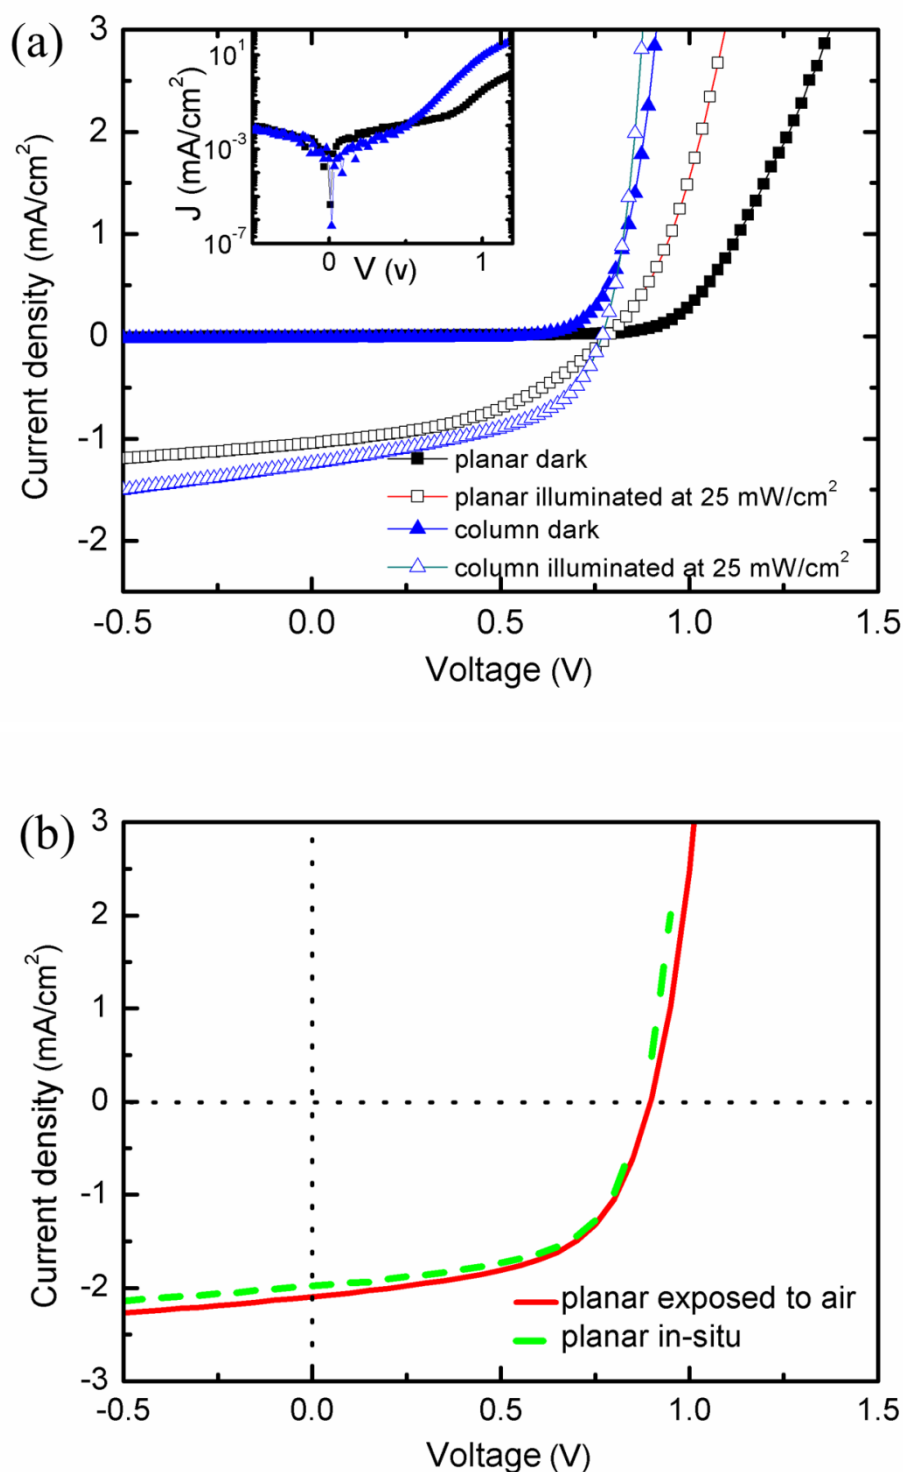 (a)
3
2
1
0
-1
-2
Current density (mA/cm²)
10¹
10⁻³
10⁻⁷
J (mA/cm²)
0
1
V (v)
planar dark
planar illuminated at 25 mW/cm²
column dark
column illuminated at 25 mW/cm²
-0.5 0.0 0.5 1.0 1.5
Voltage (V)
(b)
3
2
1
0
-1
-2
-3
Current density (mA/cm²)
planar exposed to air
planar in-situ
-0.5 0.0 0.5 1.0 1.5
Voltage (V)